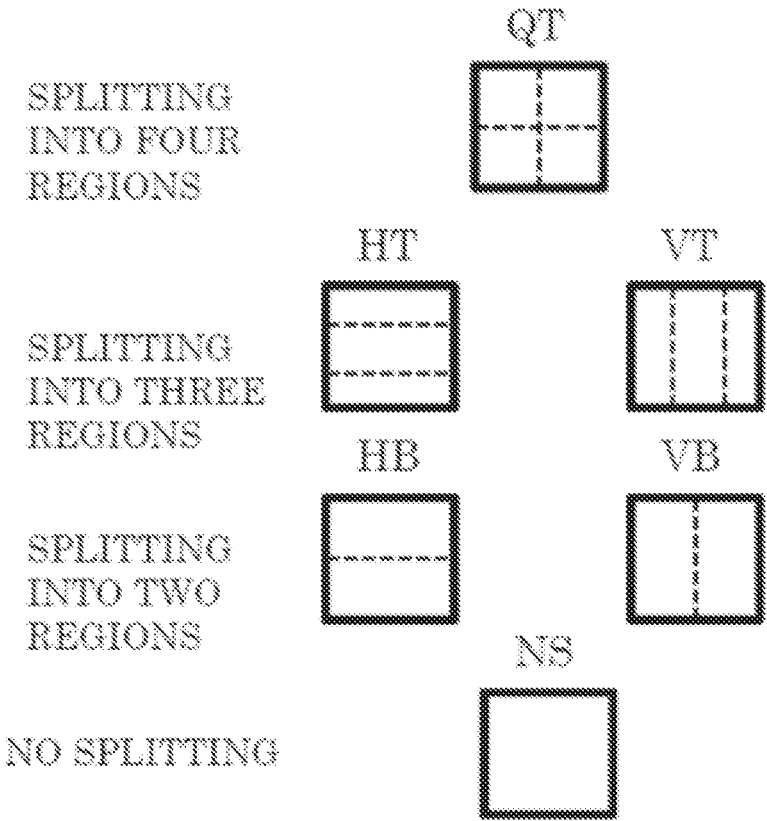 QT
SPLITTING
INTO FOUR
REGIONS
HT
VT
SPLITTING
INTO THREE
REGIONS
HB
VB
SPLITTING
INTO TWO
REGIONS
NS
NO SPLITTING